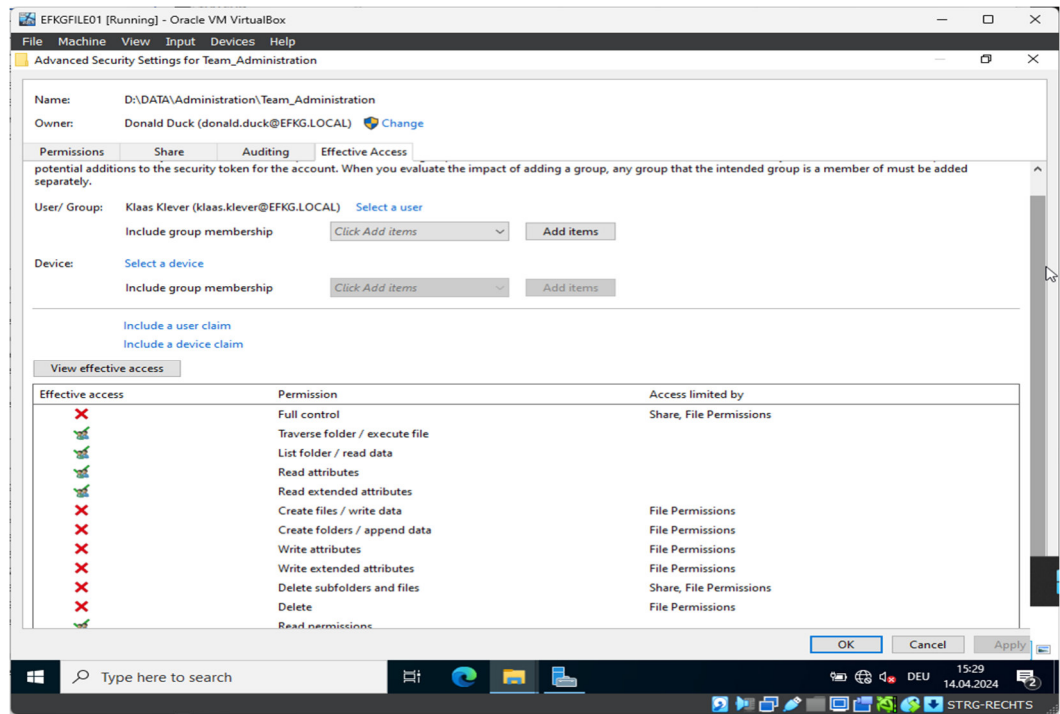 EFKGFILE01 [Running] - Oracle VM VirtualBox
File Machine View Input Devices Help
Advanced Security Settings for Team_Administration
Name: D:\DATA\Administration\Team_Administration
Owner: Donald Duck (donald.duck@EFKG.LOCAL) Change
Permissions Share Auditing Effective Access
potential additions to the security token for the account. When you evaluate the impact of adding a group, any group that the intended group is a member of must be added
separately.
User/ Group: Klaas Klever (klaas.klever@EFKG.LOCAL) Select a user
Include group membership Click Add items Add items
Device: Select a device
Include group membership Click Add items Add items
Include a user claim
Include a device claim
View effective access
Effective access Permission Access limited by
Full control Share, File Permissions
Traverse folder / execute file
List folder / read data
Read attributes
Read extended attributes
Create files / write data File Permissions
Create folders / append data File Permissions
Write attributes File Permissions
Write extended attributes File Permissions
Delete subfolders and files Share, File Permissions
Delete File Permissions
Read permissions
OK Cancel Apply
Type here to search DEU 15:29
14.04.2024
2
STRG-RECHTS